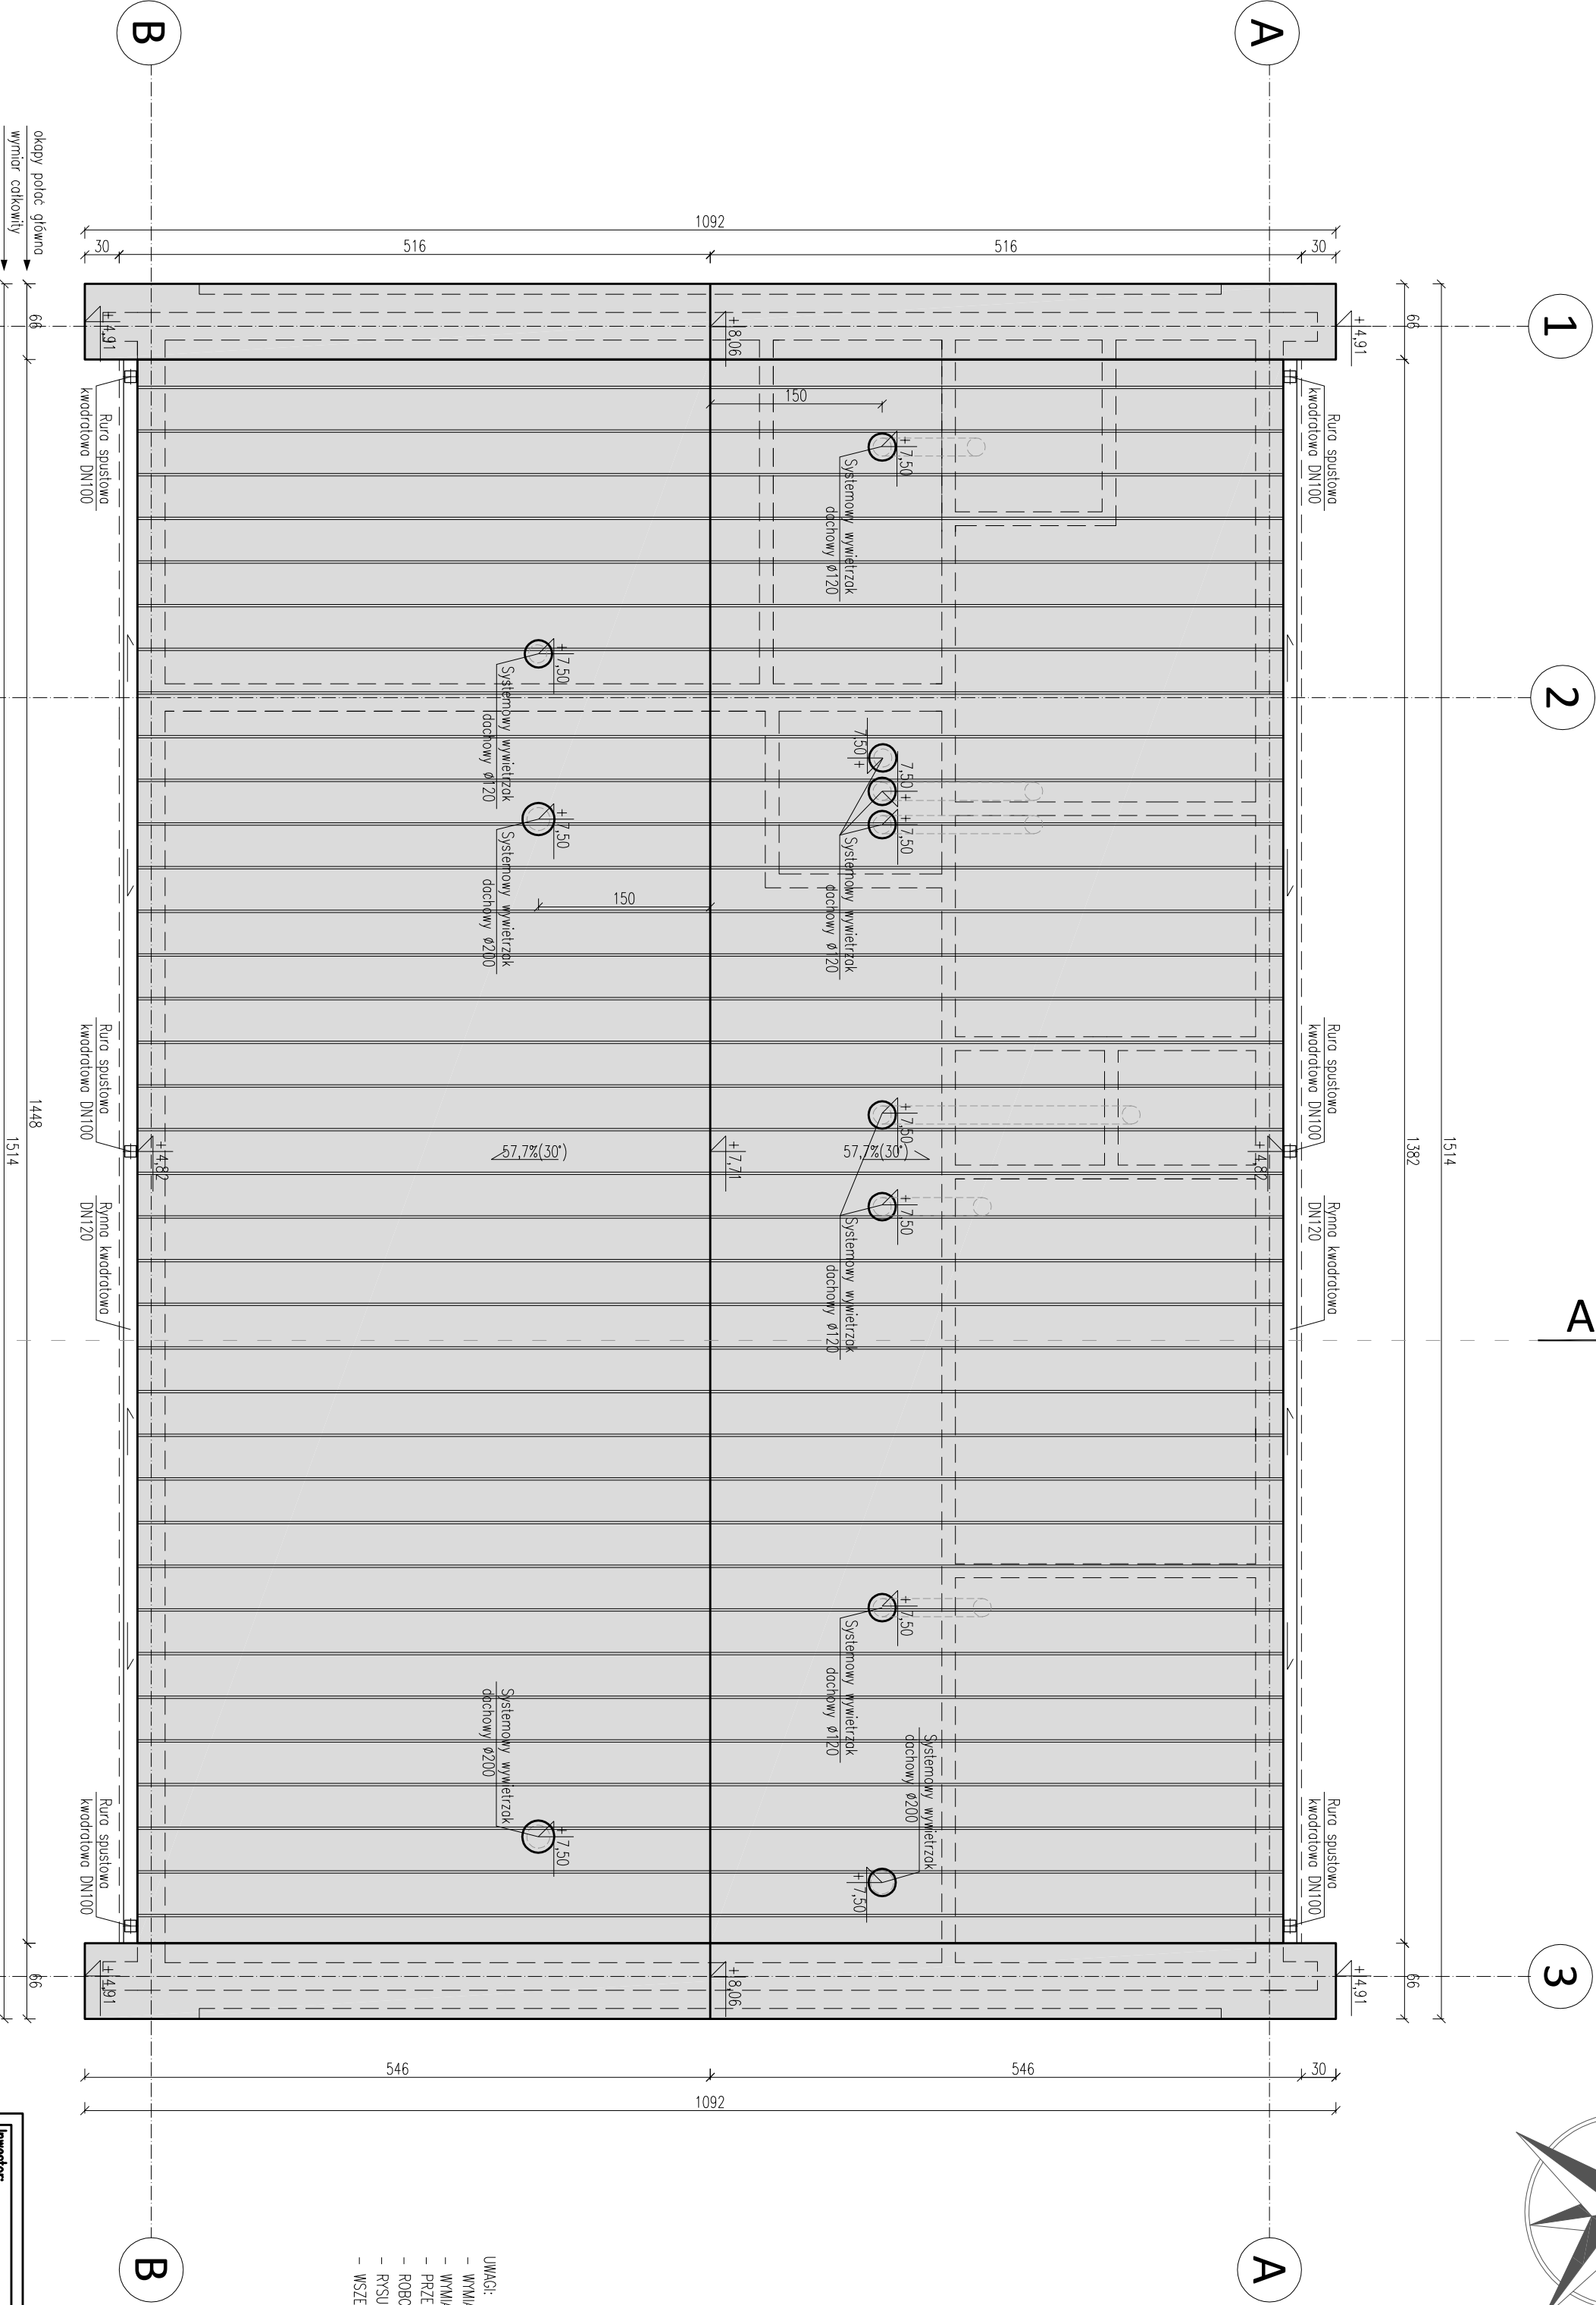 B
A
okapy połać główna
wymiar całkowity
1092
30
516
516
30
1
2
3
A
66
1382
66
1514
+4,91
+8,06
+4,91
Rura spustowa
kwadratowa DN100
Rura spustowa
kwadratowa DN100
150
+7,50
Systemowy wywietrzak
dachowy ø120
+7,50
Systemowy wywietrzak
dachowy ø120
7,50+
7,50+
+7,50
Systemowy wywietrzak
dachowy ø120
+7,50
Systemowy wywietrzak
dachowy ø200
150
Rura spustowa
kwadratowa DN100
Rura spustowa
kwadratowa DN100
+7,50
+7,50
Systemowy wywietrzak
dachowy ø120
+4,82
57,7%(30°)
+7,71
57,7%(30°)
+4,82
Rynna kwadratowa
DN120
Rynna kwadratowa
DN120
+7,50
Systemowy wywietrzak
dachowy ø120
Systemowy wywietrzak
dachowy ø200
+7,50
Systemowy wywietrzak
dachowy ø200
+7,50
Rura spustowa
kwadratowa DN100
Rura spustowa
kwadratowa DN100
+4,91
+8,06
+4,91
66
1448
66
1514
546
546
30
1092
B
A
UWAGI:
- WYMIA
- WYMIA
- PRZE
- ROBO
- RYSU
- WSZE
Inwestor: